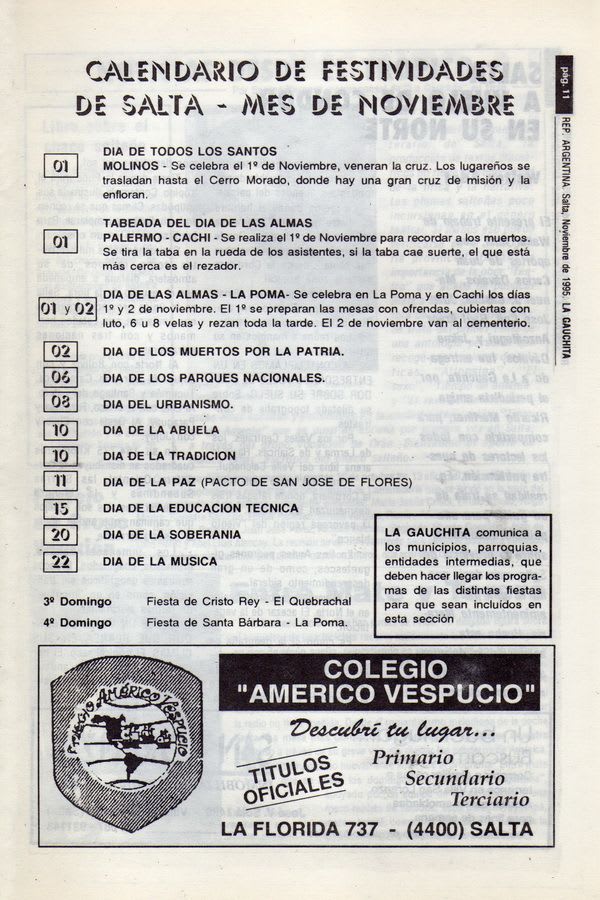 CALENDARIO DE FESTIVIDADES
DE SALTA - MES DE NOVIEMBRE
pág. 11
REP. ARGENTINA. Salta, Noviembre de 1995. LA GAUCHITA
01
DIA DE TODOS LOS SANTOS
MOLINOS - Se celebra el 1º de Noviembre, veneran la cruz. Los lugareños se
trasladan hasta el Cerro Morado, donde hay una gran cruz de misión y la
enfloran.
01
TABEADA DEL DIA DE LAS ALMAS
PALERMO - CACHI - Se realiza el 1º de Noviembre para recordar a los muertos.
Se tira la taba en la rueda de los asistentes, si la taba cae suerte, el que está
más cerca es el rezador.
01 y 02
DIA DE LAS ALMAS - LA POMA- Se celebra en La Poma y en Cachi los días
1º y 2 de noviembre. El 1º se preparan las mesas con ofrendas, cubiertas con
luto, 6 u 8 velas y rezan toda la tarde. El 2 de noviembre van al cementerio.
02 DIA DE LOS MUERTOS POR LA PATRIA.
06 DIA DE LOS PARQUES NACIONALES.
08 DIA DEL URBANISMO.
10 DIA DE LA ABUELA
10 DIA DE LA TRADICION
11 DIA DE LA PAZ (PACTO DE SAN JOSE DE FLORES)
15 DIA DE LA EDUCACION TECNICA
20 DIA DE LA SOBERANIA
22 DIA DE LA MUSICA
3º Domingo Fiesta de Cristo Rey - El Quebrachal
4º Domingo Fiesta de Santa Bárbara - La Poma.
LA GAUCHITA comunica a
los municipios, parroquias,
entidades intermedias, que
deben hacer llegar los progra-
mas de las distintas fiestas
para que sean incluídos en
esta sección
COLEGIO AMÉRICO VESPUCIO
COLEGIO
"AMERICO VESPUCIO"
Descubrí tu lugar...
TITULOS
OFICIALES
Primario
Secundario
Terciario
LA FLORIDA 737 - (4400) SALTA